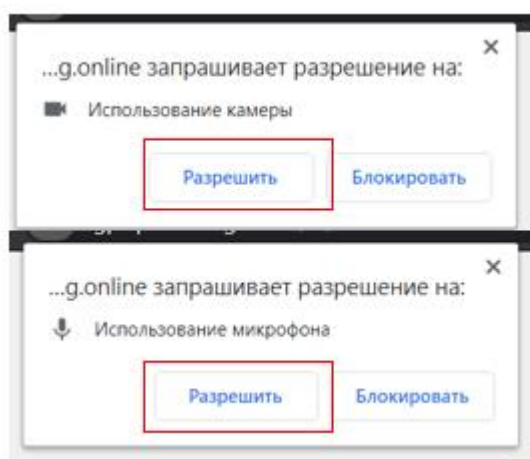 ...g.online запрашивает разрешение на:
Использование камеры
Разрешить
Блокировать
...g.online запрашивает разрешение на:
Использование микрофона
Разрешить
Блокировать